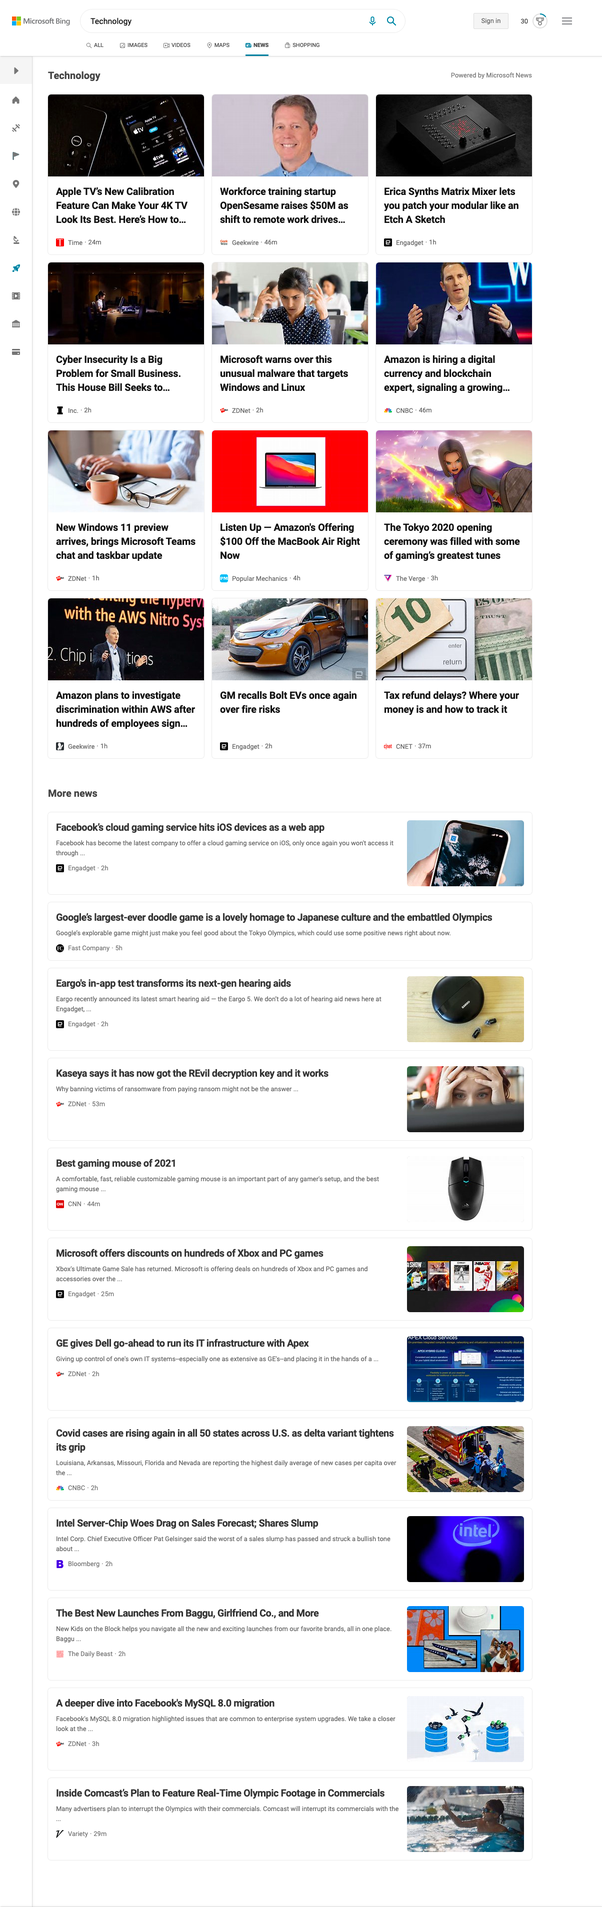 Microsoft Bing
Technology
Sign in
30
ALL
IMAGES
VIDEOS
MAPS
NEWS
SHOPPING
Technology
Powered by Microsoft News
Apple TV's New Calibration
Feature Can Make Your 4K TV
Look Its Best. Here's How to...
Time · 24m
Workforce training startup
OpenSesame raises $50M as
shift to remote work drives...
Geekwire · 46m
Erica Synths Matrix Mixer lets
you patch your modular like an
Etch A Sketch
Engadget · 1h
Cyber Insecurity Is a Big
Problem for Small Business.
This House Bill Seeks to...
Inc. · 2h
Microsoft warns over this
unusual malware that targets
Windows and Linux
ZDNet · 2h
Amazon is hiring a digital
currency and blockchain
expert, signaling a growing...
CNBC · 46m
New Windows 11 preview
arrives, brings Microsoft Teams
chat and taskbar update
ZDNet · 1h
Listen Up — Amazon's Offering
$100 Off the MacBook Air Right
Now
Popular Mechanics · 4h
The Tokyo 2020 opening
ceremony was filled with some
of gaming's greatest tunes
The Verge · 3h
with the AWS Nitro Syst
2. Chip i
tions
10
enter
return
Amazon plans to investigate
discrimination within AWS after
hundreds of employees sign...
Geekwire · 1h
GM recalls Bolt EVs once again
over fire risks
Engadget · 2h
Tax refund delays? Where your
money is and how to track it
CNET · 37m
More news
Facebook's cloud gaming service hits iOS devices as a web app
Facebook has become the latest company to offer a cloud gaming service on iOS, only once again you won't access it
through ...
Engadget · 2h
Google's largest-ever doodle game is a lovely homage to Japanese culture and the embattled Olympics
Google's explorable game might just make you feel good about the Tokyo Olympics, which could use some positive news right about now.
Fast Company · 5h
Eargo's in-app test transforms its next-gen hearing aids
Eargo recently announced its latest smart hearing aid — the Eargo 5. We don't do a lot of hearing aid news here at
Engadget, ...
Engadget · 2h
Kaseya says it has now got the REvil decryption key and it works
Why banning victims of ransomware from paying ransom might not be the answer ...
ZDNet · 53m
Best gaming mouse of 2021
A comfortable, fast, reliable customizable gaming mouse is an important part of any gamer's setup, and the best
gaming mouse ...
CNN · 44m
Microsoft offers discounts on hundreds of Xbox and PC games
Xbox's Ultimate Game Sale has returned. Microsoft is offering deals on hundreds of Xbox and PC games and
accessories over the ...
Engadget · 25m
GE gives Dell go-ahead to run its IT infrastructure with Apex
Giving up control of one's own IT systems–especially one as extensive as GE's–and placing it in the hands of a ...
ZDNet · 2h
APEX Cloud Services
Covid cases are rising again in all 50 states across U.S. as delta variant tightens
its grip
Louisiana, Arkansas, Missouri, Florida and Nevada are reporting the highest daily average of new cases per capita over
the ...
CNBC · 2h
Intel Server-Chip Woes Drag on Sales Forecast; Shares Slump
Intel Corp. Chief Executive Officer Pat Gelsinger said the worst of a sales slump has passed and struck a bullish tone
about ...
Bloomberg · 2h
intel
The Best New Launches From Baggu, Girlfriend Co., and More
New Kids on the Block helps you navigate all the new and exciting launches from our favorite brands, all in one place.
Baggu ...
The Daily Beast · 2h
A deeper dive into Facebook's MySQL 8.0 migration
Facebook's MySQL 8.0 migration highlighted issues that are common to enterprise system upgrades. We take a closer
look at the ...
ZDNet · 3h
Inside Comcast's Plan to Feature Real-Time Olympic Footage in Commercials
Many advertisers plan to interrupt the Olympics with their commercials. Comcast will interrupt its commercials with the
...
Variety · 29m